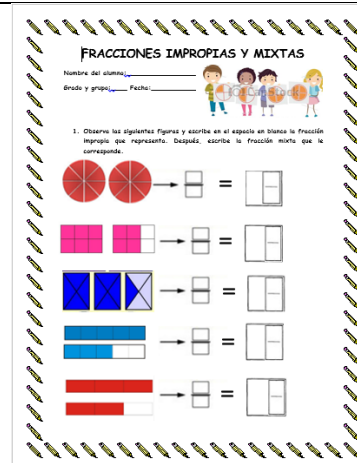 FRACCIONES IMPROPIAS Y MIXTAS
Nombre del alumno:
Grado y grupo: Fecha:
1. Observa las siguientes figuras y escribe en el espacio en blanco la fracción
impropia que representa. Después, escribe la fracción mixta que le
corresponde.